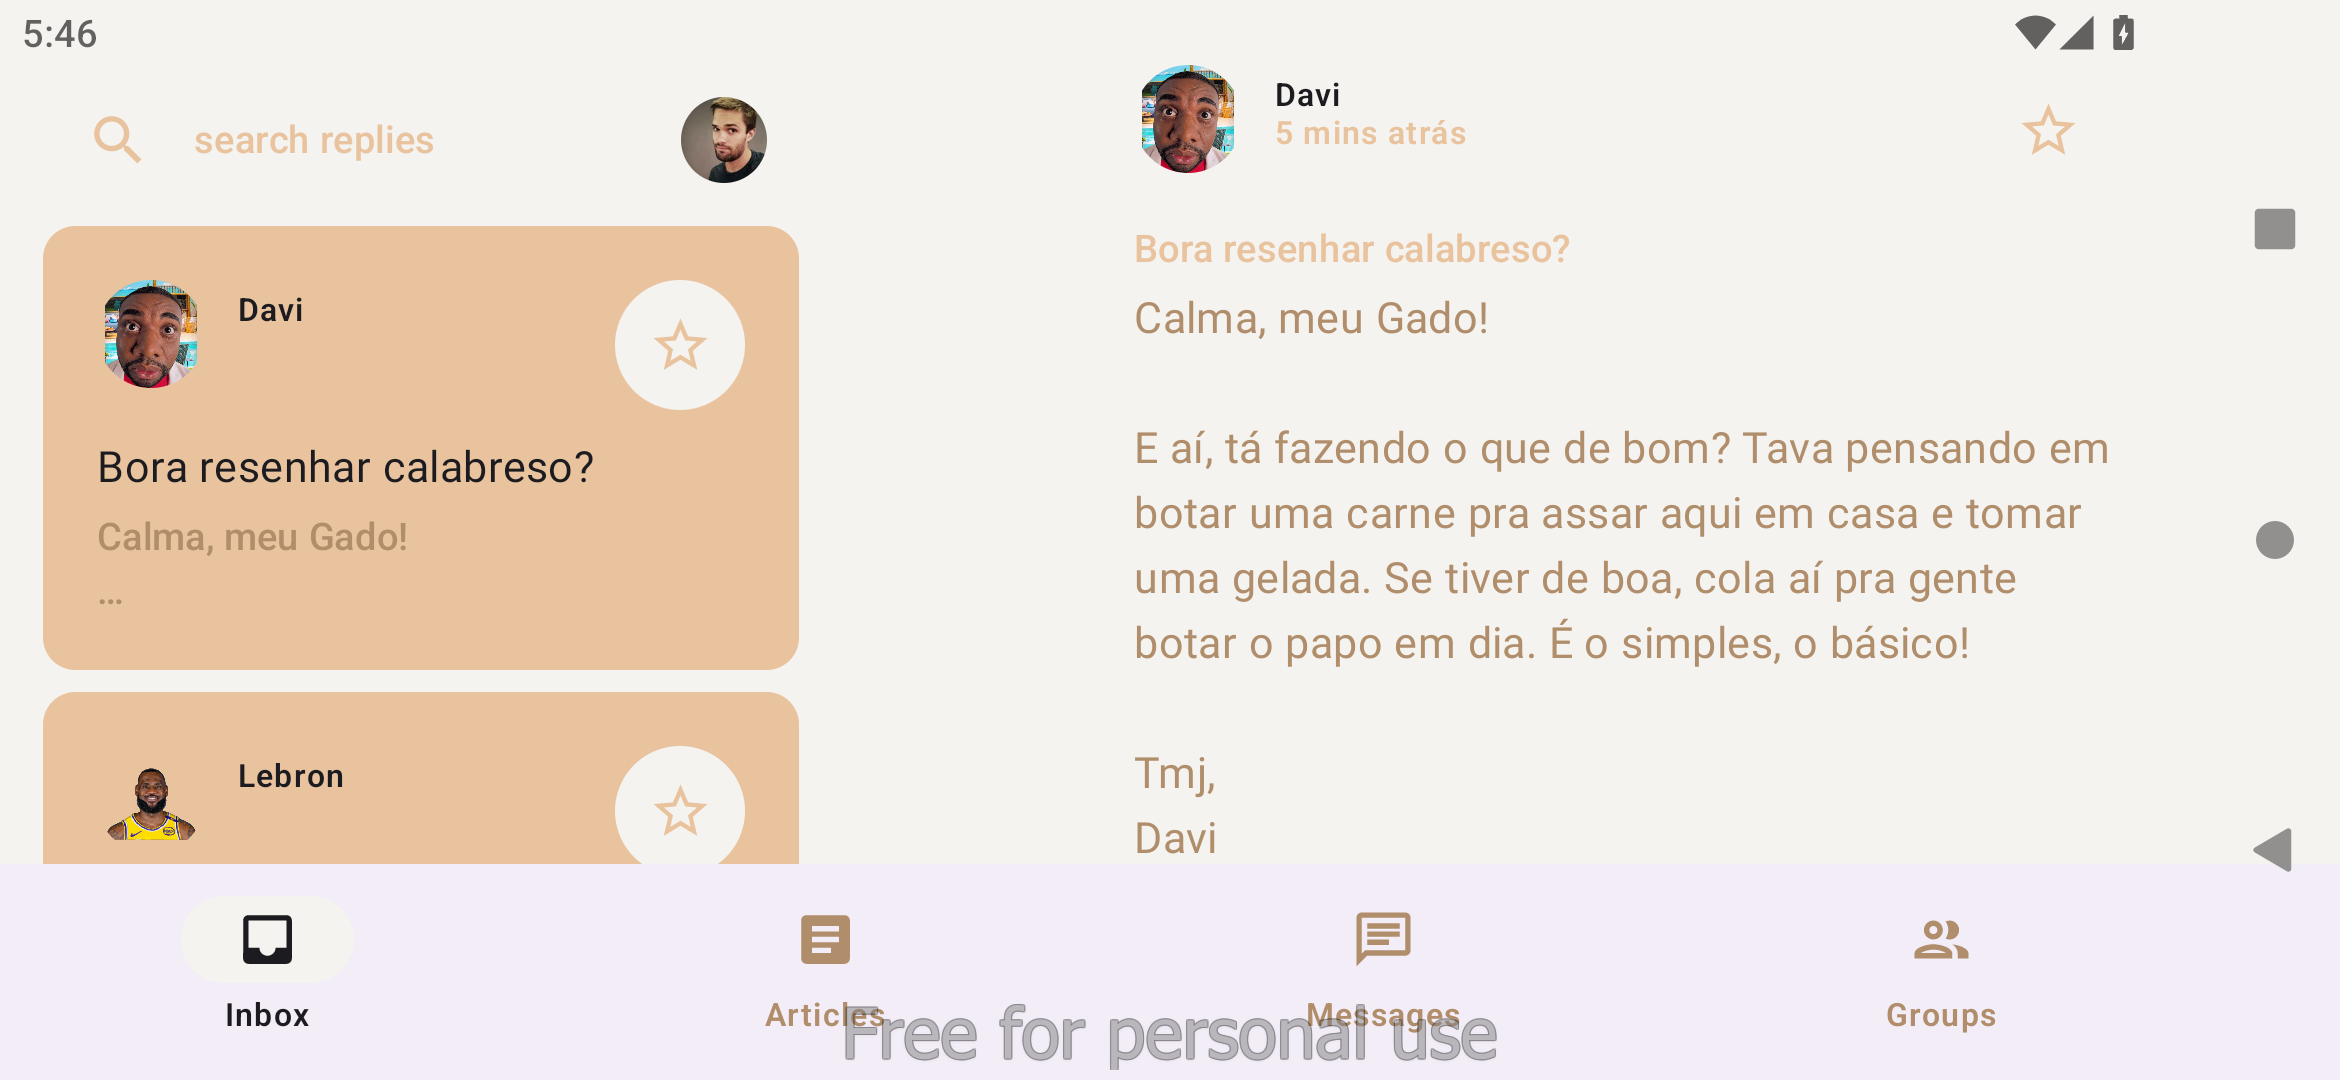 5:46
search replies
Davi
Bora resenhar calabreso?
Calma, meu Gado!
...
Lebron
Davi
5 mins atrás
Bora resenhar calabreso?
Calma, meu Gado!
E aí, tá fazendo o que de bom? Tava pensando em
botar uma carne pra assar aqui em casa e tomar
uma gelada. Se tiver de boa, cola aí pra gente
botar o papo em dia. É o simples, o básico!
Tmj,
Davi
Inbox
Articles
Messages
Groups
Free for personal use